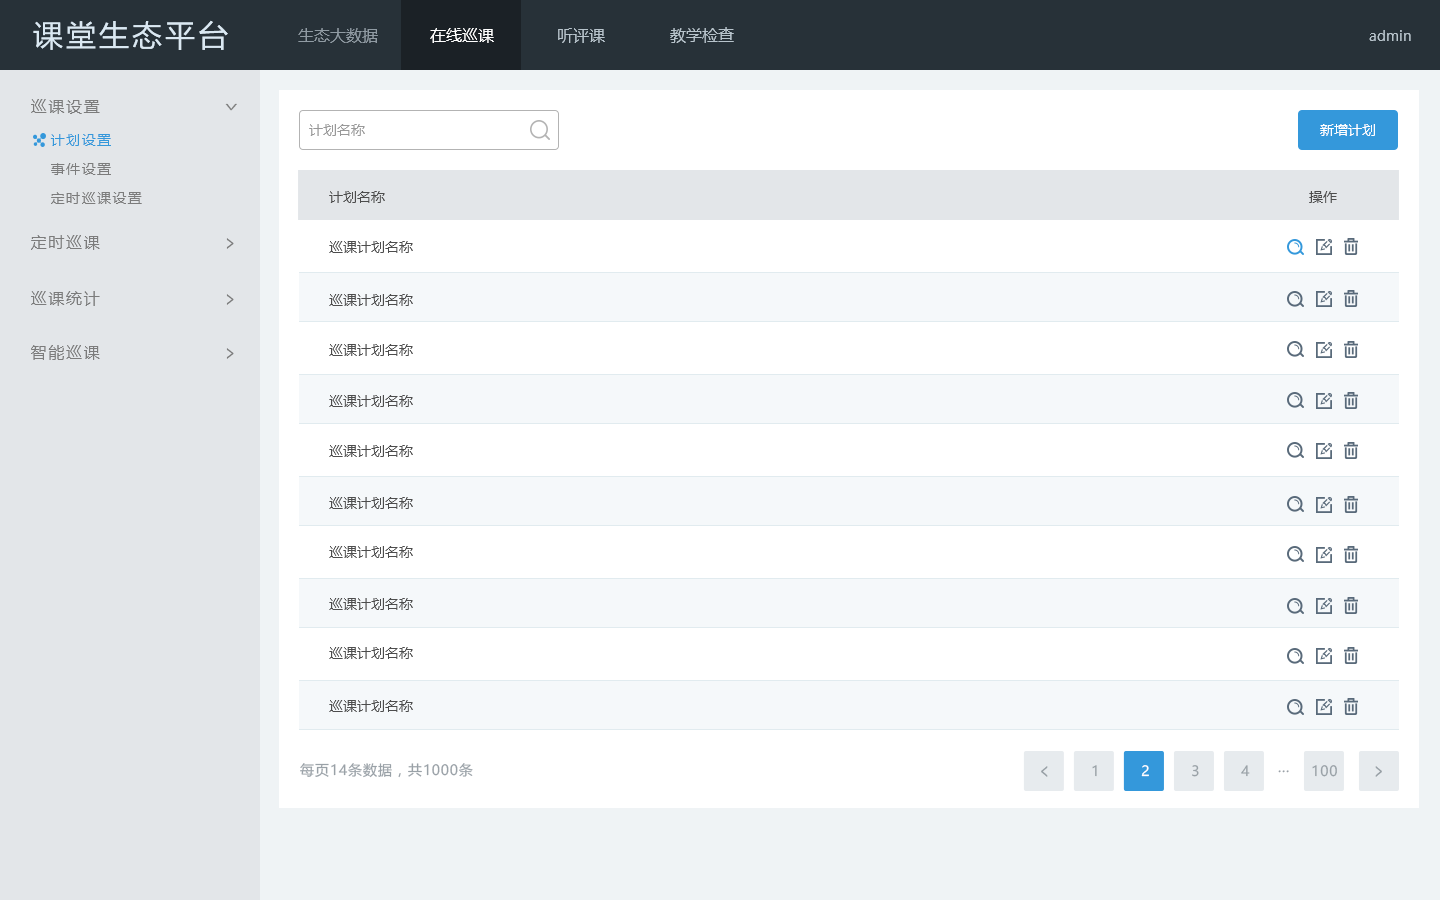 课堂生态平台
生态大数据
在线巡课
听评课
教学检查
admin
巡课设置
计划设置
事件设置
定时巡课设置
定时巡课
巡课统计
智能巡课
计划名称
新增计划
计划名称 操作
巡课计划名称
巡课计划名称
巡课计划名称
巡课计划名称
巡课计划名称
巡课计划名称
巡课计划名称
巡课计划名称
巡课计划名称
巡课计划名称
每页14条数据，共1000条
< 1 2 3 4 ··· 100 >